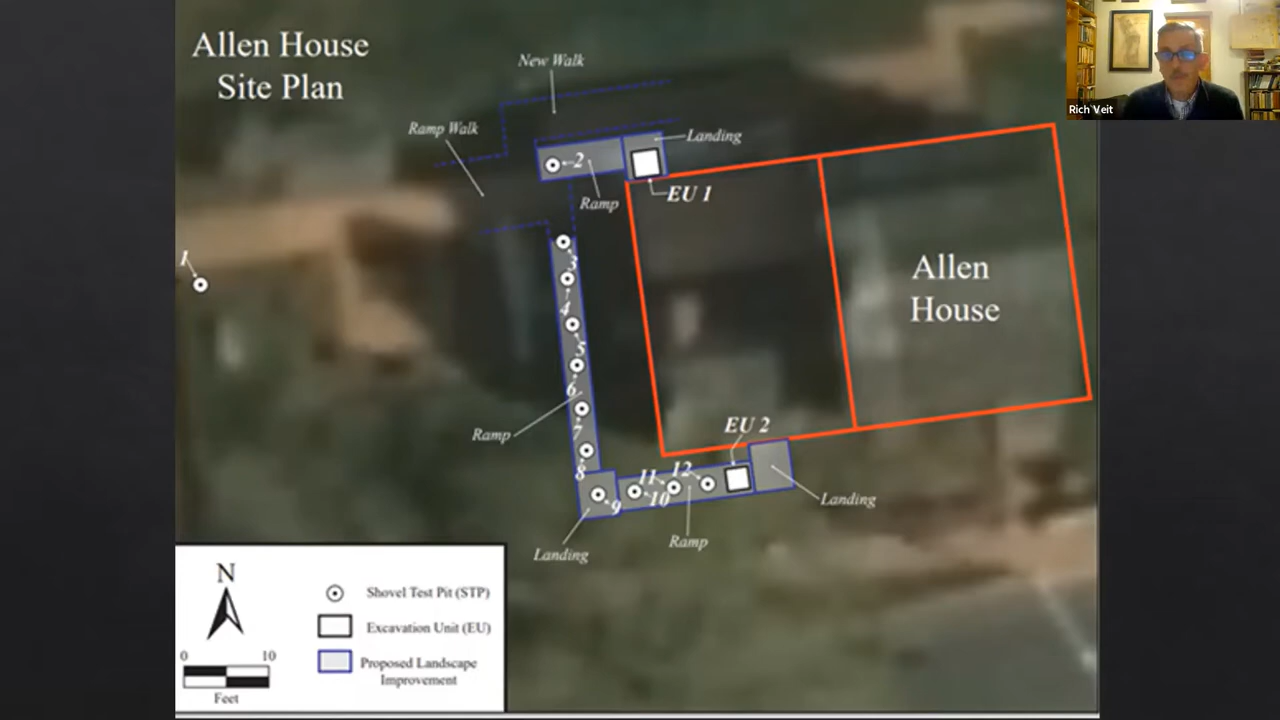 Allen House
Site Plan
New Walk
Ramp Walk
Landing
2
Ramp
EU 1
1
3
4
5
6
7
8
Ramp
Allen
House
EU 2
11
12
10
9
Landing
Ramp
Landing
N
0
10
Feet
Shovel Test Pit (STP)
Excavation Unit (EU)
Proposed Landscape
Improvement
Rich Veit